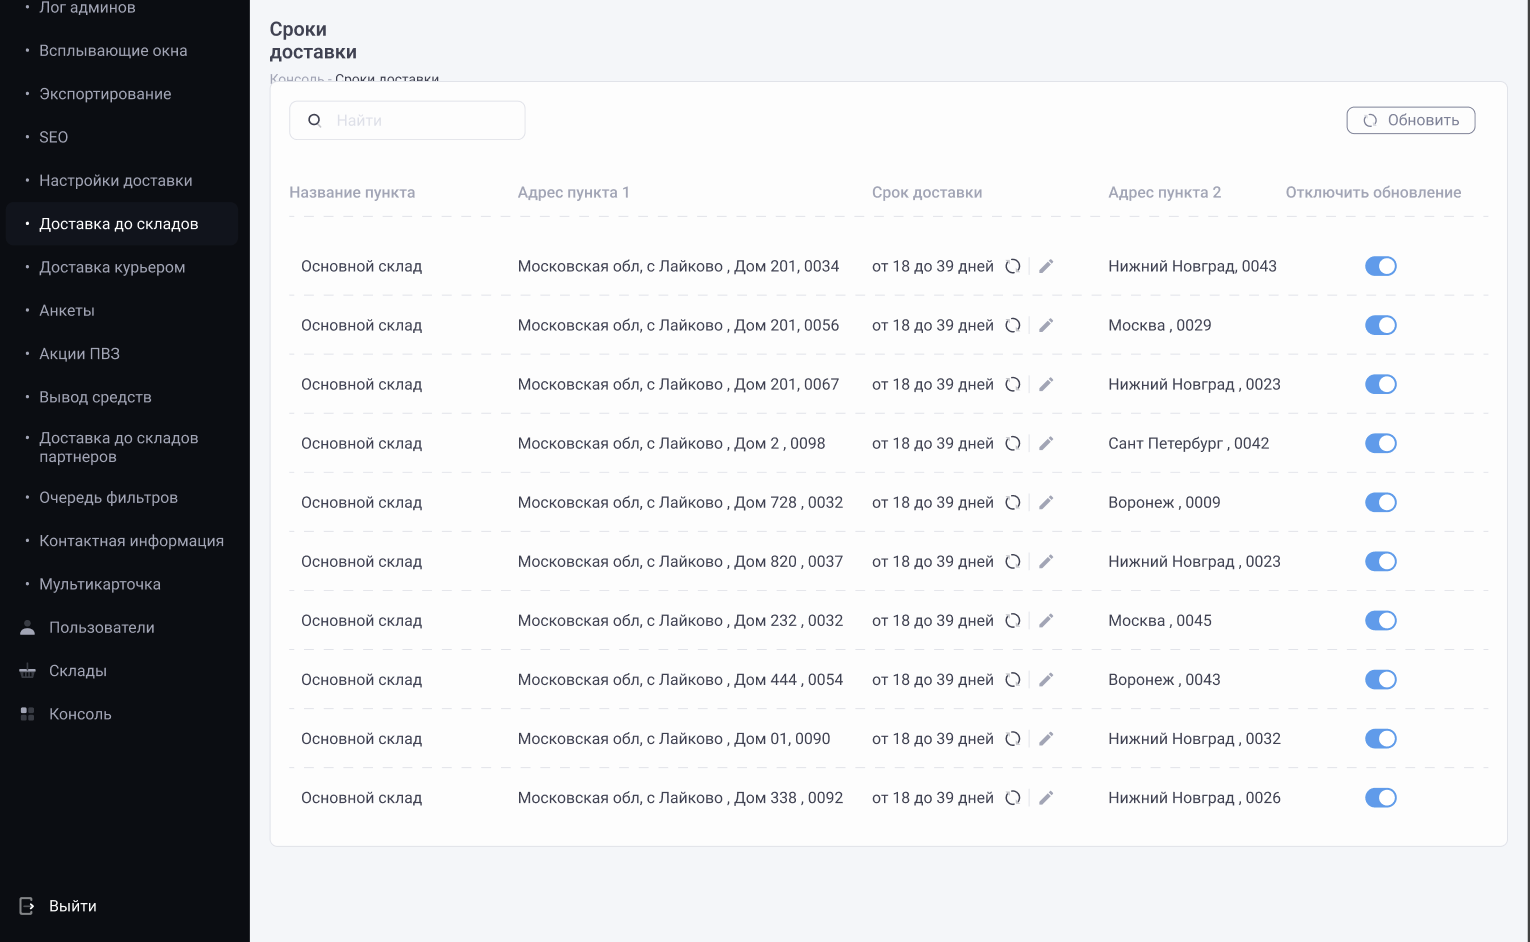 Лог админов
Всплывающие окна
Экспортирование
SEO
Настройки доставки
Доставка до складов
Доставка курьером
Анкеты
Акции ПВЗ
Вывод средств
Доставка до складов
партнеров
Очередь фильтров
Контактная информация
Мультикарточка
Пользователи
Склады
Консоль
Выйти
Сроки
доставки
Консоль - Сроки доставки
Найти
Обновить
Название пункта Адрес пункта 1 Срок доставки Адрес пункта 2 Отключить обновление
Основной склад Московская обл, с Лайково , Дом 201, 0034 от 18 до 39 дней Нижний Новград, 0043
Основной склад Московская обл, с Лайково , Дом 201, 0056 от 18 до 39 дней Москва , 0029
Основной склад Московская обл, с Лайково , Дом 201, 0067 от 18 до 39 дней Нижний Новград , 0023
Основной склад Московская обл, с Лайково , Дом 2 , 0098 от 18 до 39 дней Сант Петербург , 0042
Основной склад Московская обл, с Лайково , Дом 728 , 0032 от 18 до 39 дней Воронеж , 0009
Основной склад Московская обл, с Лайково , Дом 820 , 0037 от 18 до 39 дней Нижний Новград , 0023
Основной склад Московская обл, с Лайково , Дом 232 , 0032 от 18 до 39 дней Москва , 0045
Основной склад Московская обл, с Лайково , Дом 444 , 0054 от 18 до 39 дней Воронеж , 0043
Основной склад Московская обл, с Лайково , Дом 01, 0090 от 18 до 39 дней Нижний Новград , 0032
Основной склад Московская обл, с Лайково , Дом 338 , 0092 от 18 до 39 дней Нижний Новград , 0026